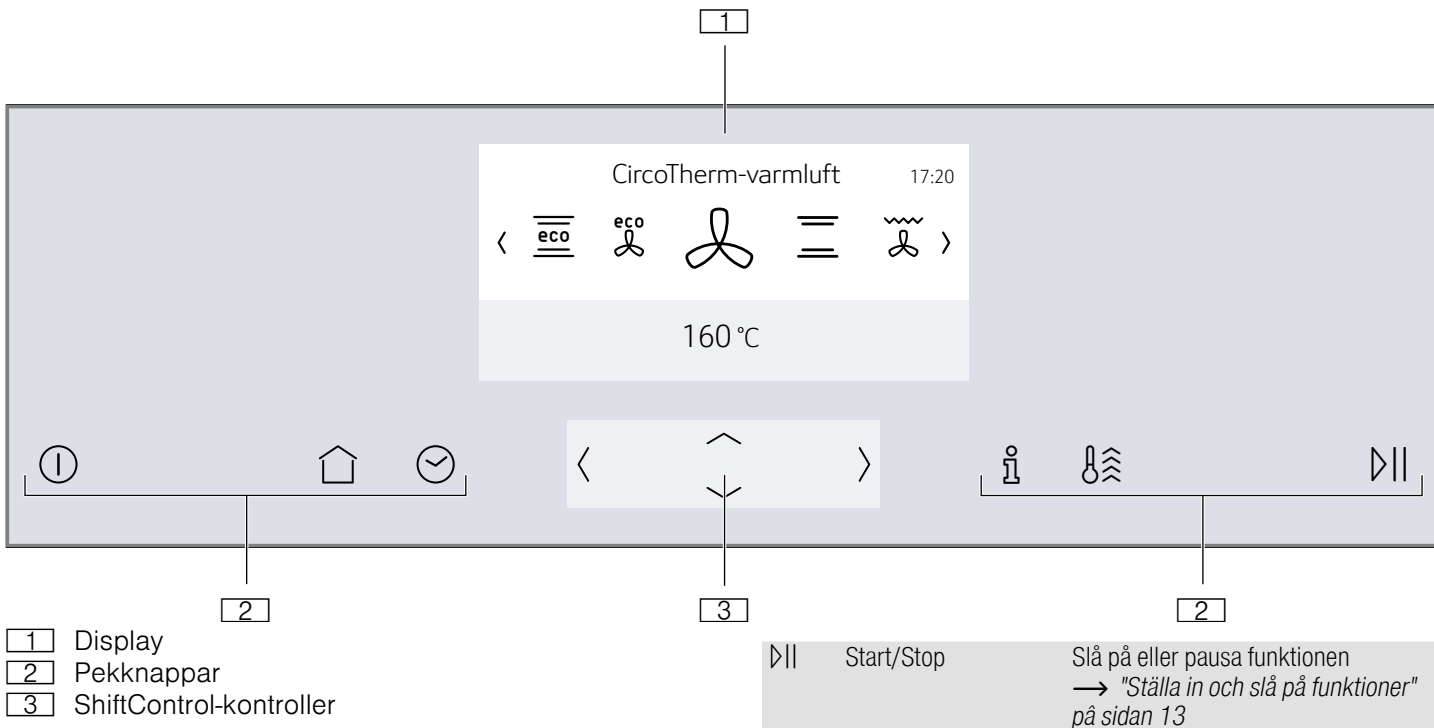 1
CircoTherm-varmluft 17:20
eco eco
160 °C
2 3 2
1 Display
2 Pekknappar
3 ShiftControl-kontroller
Start/Stop Slå på eller pausa funktionen
→ "Ställa in och slå på funktioner"
på sidan 13